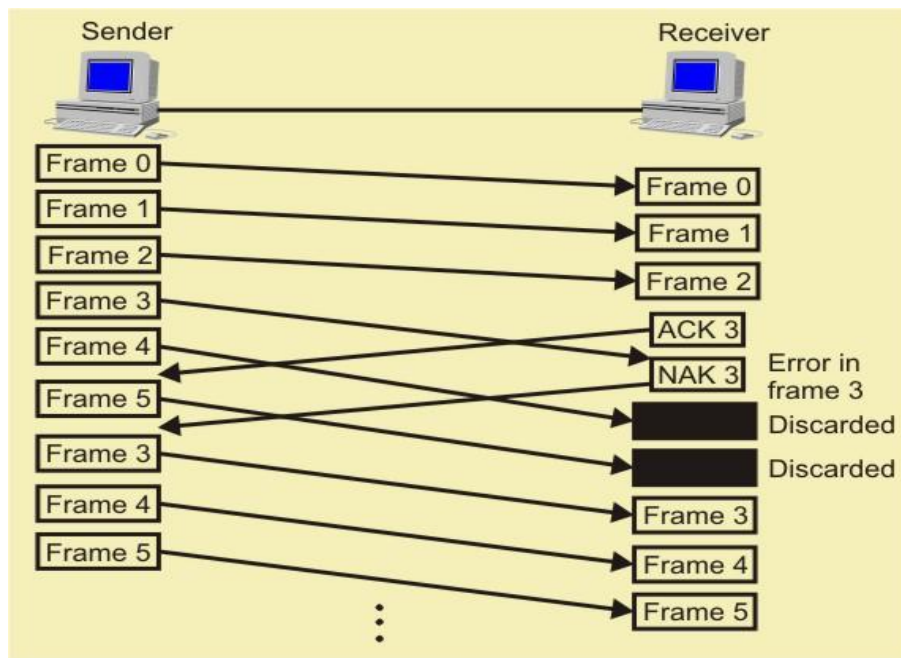 Sender
Receiver
Frame 0
Frame 0
Frame 1
Frame 1
Frame 2
Frame 2
Frame 3
ACK 3
Frame 4
NAK 3
Error in
frame 3
Frame 5
Discarded
Frame 3
Discarded
Frame 4
Frame 3
Frame 5
Frame 4
Frame 5